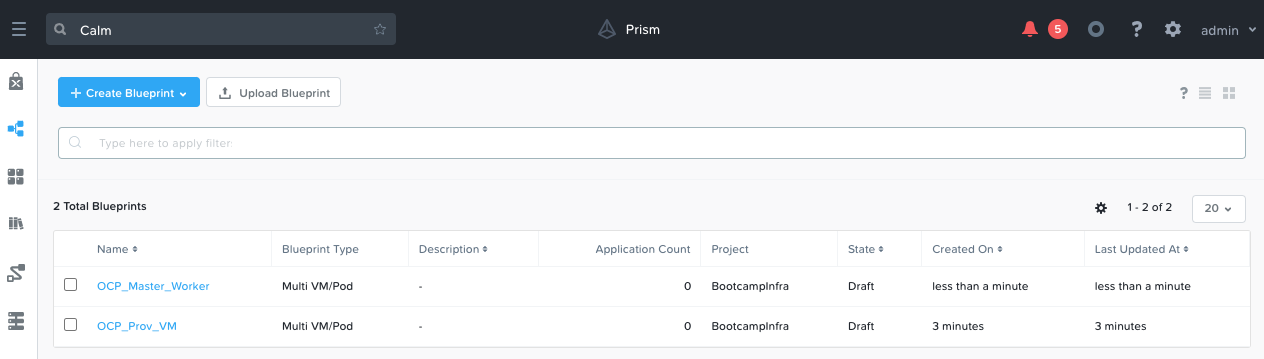 Calm
Prism
5
?
admin
+ Create Blueprint
Upload Blueprint
?
Type here to apply filters
2 Total Blueprints
1 - 2 of 2
20
Name Blueprint Type Description Application Count Project State Created On Last Updated At
OCP_Master_Worker Multi VM/Pod - 0 BootcampInfra Draft less than a minute less than a minute
OCP_Prov_VM Multi VM/Pod - 0 BootcampInfra Draft 3 minutes 3 minutes